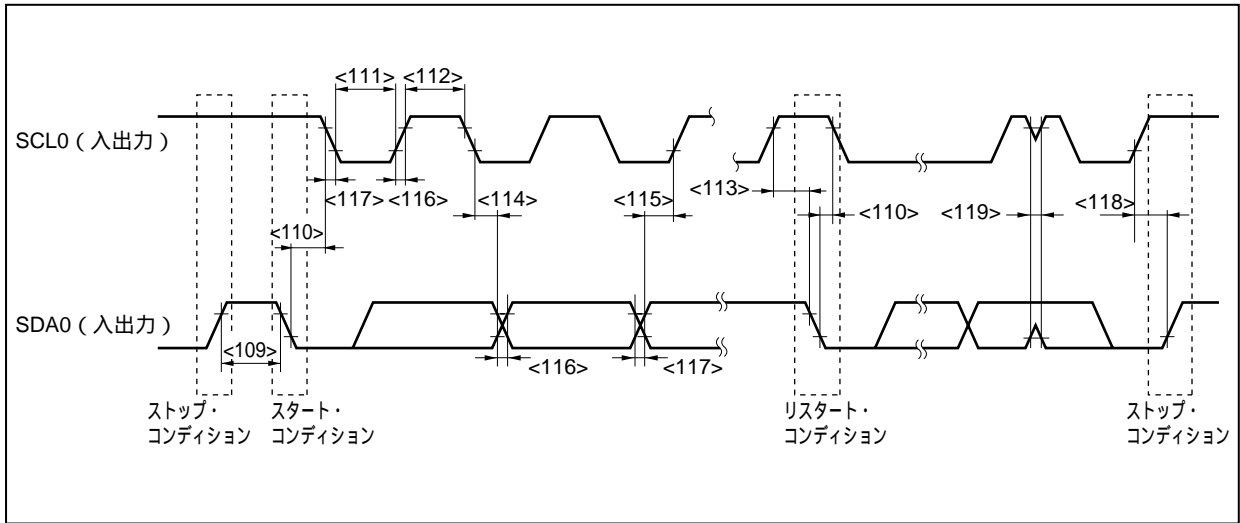 <111> <112>
SCL0（入出力）
<117> <116> <114> <115> <113> <110> <119> <118>
<110>
SDA0（入出力）
<109> <116> <117>
ストップ・
コンディション
スタート・
コンディション
リスタート・
コンディション
ストップ・
コンディション